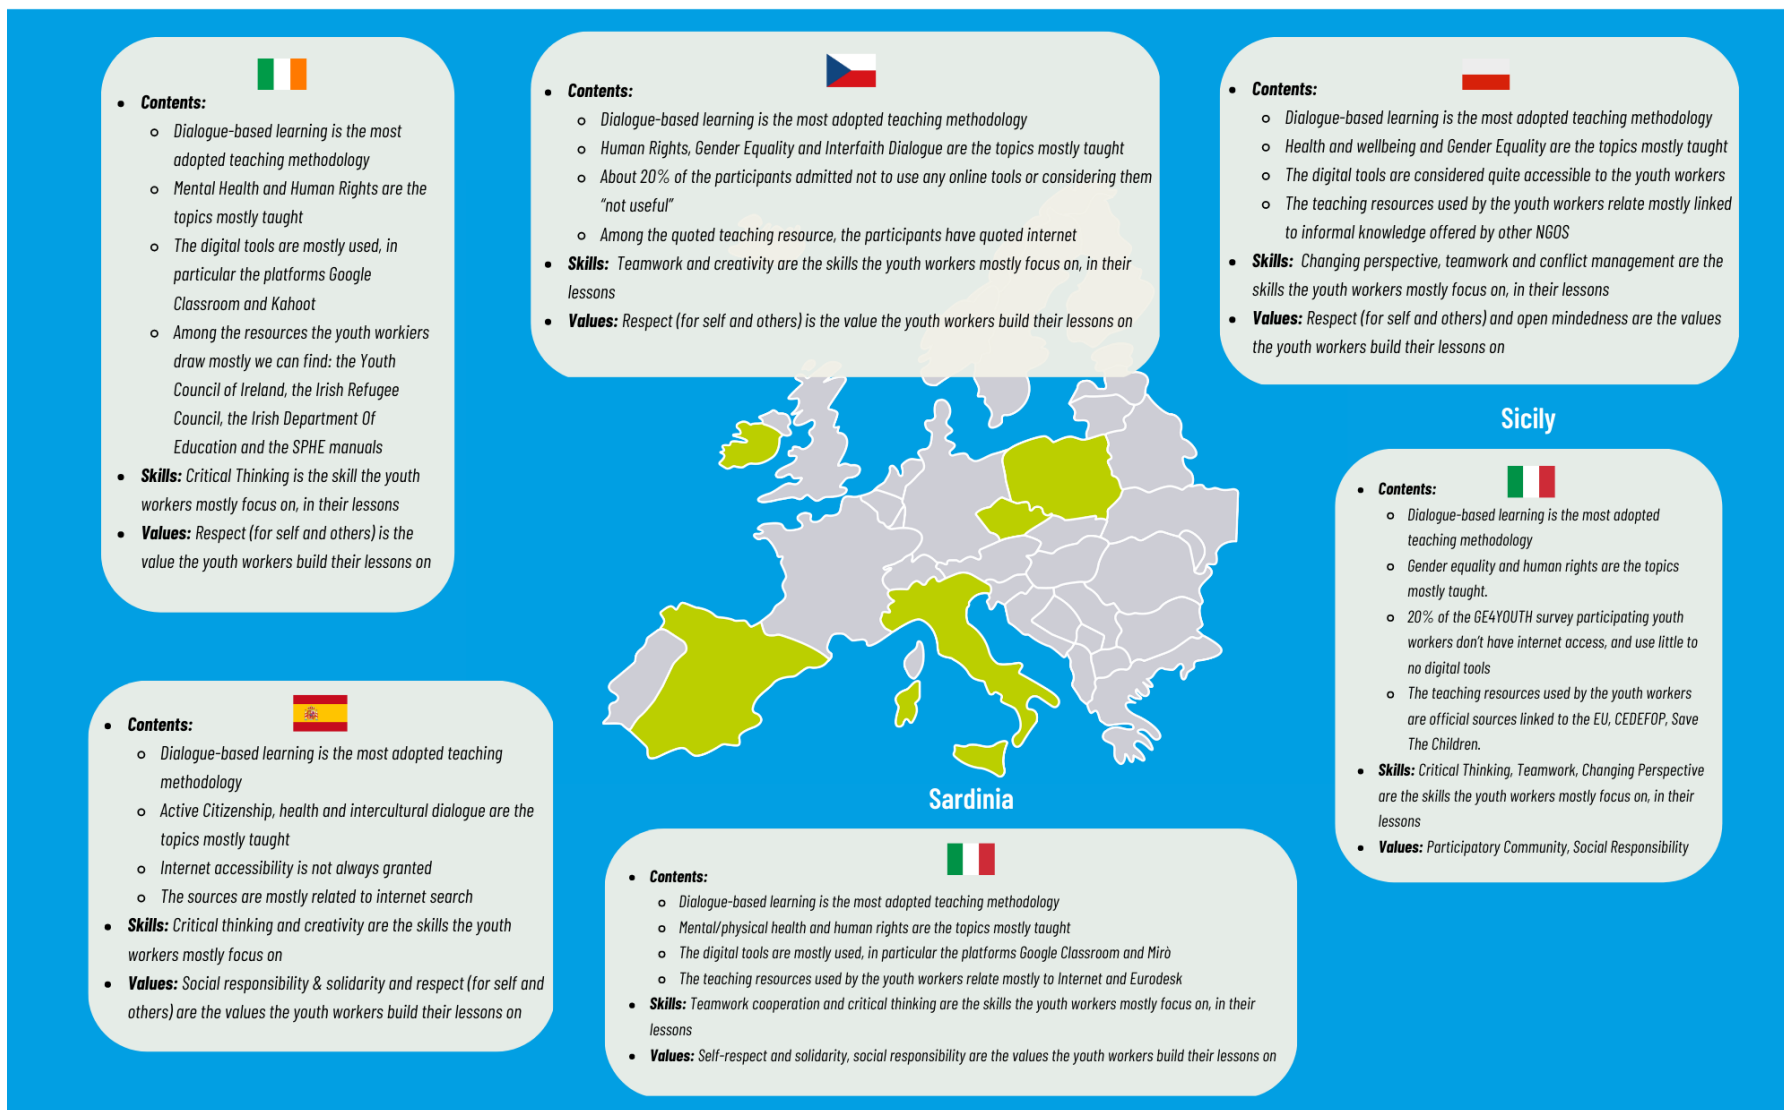 Contents:
Dialogue-based learning is the most
adopted teaching methodology
Mental Health and Human Rights are the
topics mostly taught
The digital tools are mostly used, in
particular the platforms Google
Classroom and Kahoot
Among the resources the youth workiers
draw mostly we can find: the Youth
Council of Ireland, the Irish Refugee
Council, the Irish Department Of
Education and the SPHE manuals
Skills: Critical Thinking is the skill the youth
workers mostly focus on, in their lessons
Values: Respect (for self and others) is the
value the youth workers build their lessons on
Contents:
Dialogue-based learning is the most adopted teaching methodology
Human Rights, Gender Equality and Interfaith Dialogue are the topics mostly taught
About 20% of the participants admitted not to use any online tools or considering them
“not useful”
Among the quoted teaching resource, the participants have quoted internet
Skills: Teamwork and creativity are the skills the youth workers mostly focus on, in their
lessons
Values: Respect (for self and others) is the value the youth workers build their lessons on
Contents:
Dialogue-based learning is the most adopted teaching methodology
Health and wellbeing and Gender Equality are the topics mostly taught
The digital tools are considered quite accessible to the youth workers
The teaching resources used by the youth workers relate mostly linked
to informal knowledge offered by other NGOS
Skills: Changing perspective, teamwork and conflict management are the
skills the youth workers mostly focus on, in their lessons
Values: Respect (for self and others) and open mindedness are the values
the youth workers build their lessons on
Sicily
Contents:
Dialogue-based learning is the most adopted
teaching methodology
Gender equality and human rights are the topics
mostly taught.
20% of the GE4YOUTH survey participating youth
workers don’t have internet access, and use little to
no digital tools
The teaching resources used by the youth workers
are official sources linked to the EU, CEDEFOP, Save
The Children.
Skills: Critical Thinking, Teamwork, Changing Perspective
are the skills the youth workers mostly focus on, in their
lessons
Values: Participatory Community, Social Responsibility
Contents:
Dialogue-based learning is the most adopted teaching
methodology
Active Citizenship, health and intercultural dialogue are the
topics mostly taught
Internet accessibility is not always granted
The sources are mostly related to internet search
Skills: Critical thinking and creativity are the skills the youth
workers mostly focus on
Values: Social responsibility & solidarity and respect (for self and
others) are the values the youth workers build their lessons on
Sardinia
Contents:
Dialogue-based learning is the most adopted teaching methodology
Mental/physical health and human rights are the topics mostly taught
The digital tools are mostly used, in particular the platforms Google Classroom and Mirò
The teaching resources used by the youth workers relate mostly to Internet and Eurodesk
Skills: Teamwork cooperation and critical thinking are the skills the youth workers mostly focus on, in their
lessons
Values: Self-respect and solidarity, social responsibility are the values the youth workers build their lessons on